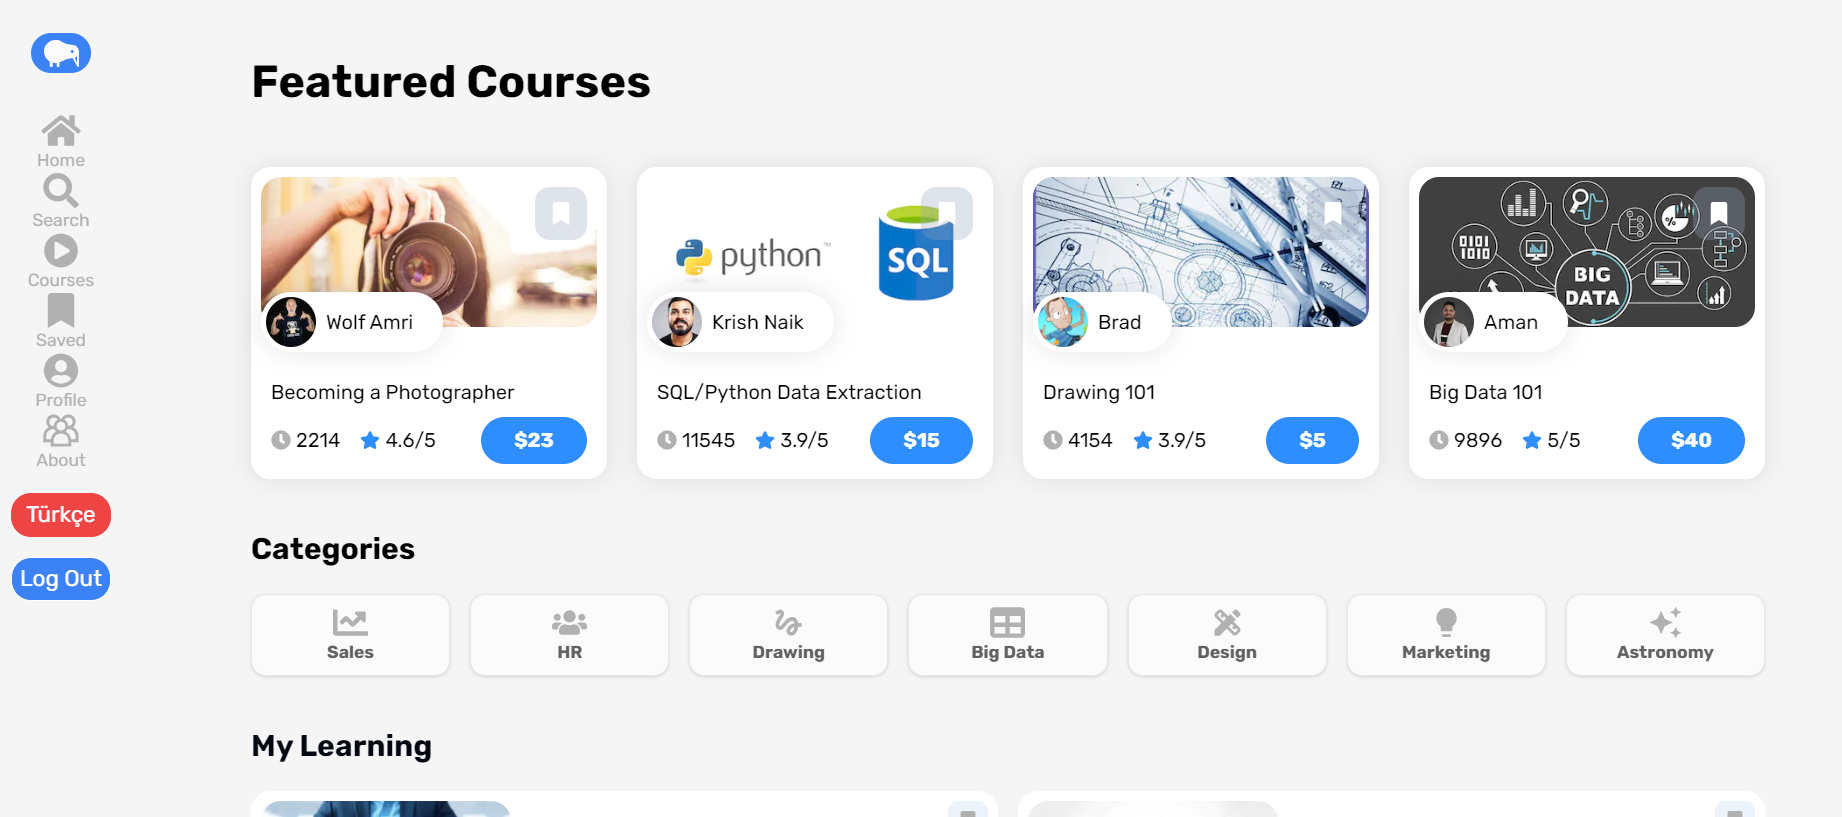 Featured Courses
Home
Search
Courses
Saved
Profile
About
Türkçe
Log Out
python™
SQL
BIG
DATA
0101
1010
%
Wolf Amri
Krish Naik
Brad
Aman
Becoming a Photographer
SQL/Python Data Extraction
Drawing 101
Big Data 101
2214 4.6/5 $23
11545 3.9/5 $15
4154 3.9/5 $5
9896 5/5 $40
Categories
Sales
HR
Drawing
Big Data
Design
Marketing
Astronomy
My Learning